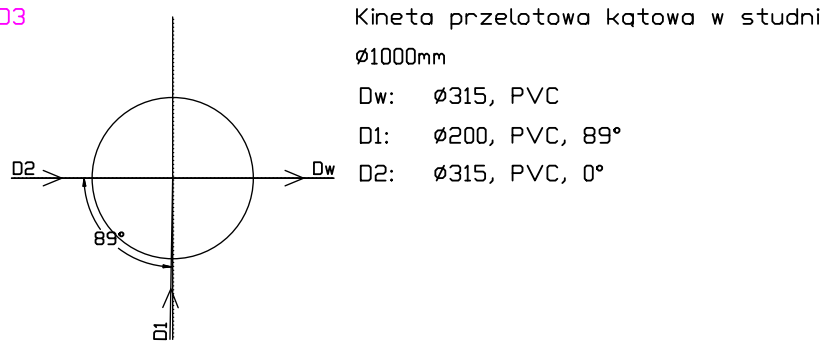 D3
Kineta przelotowa kątowa w studni
Ø1000mm
Dw: Ø315, PVC
D1: Ø200, PVC, 89°
D2: Ø315, PVC, 0°
D2
Dw
89°
D1